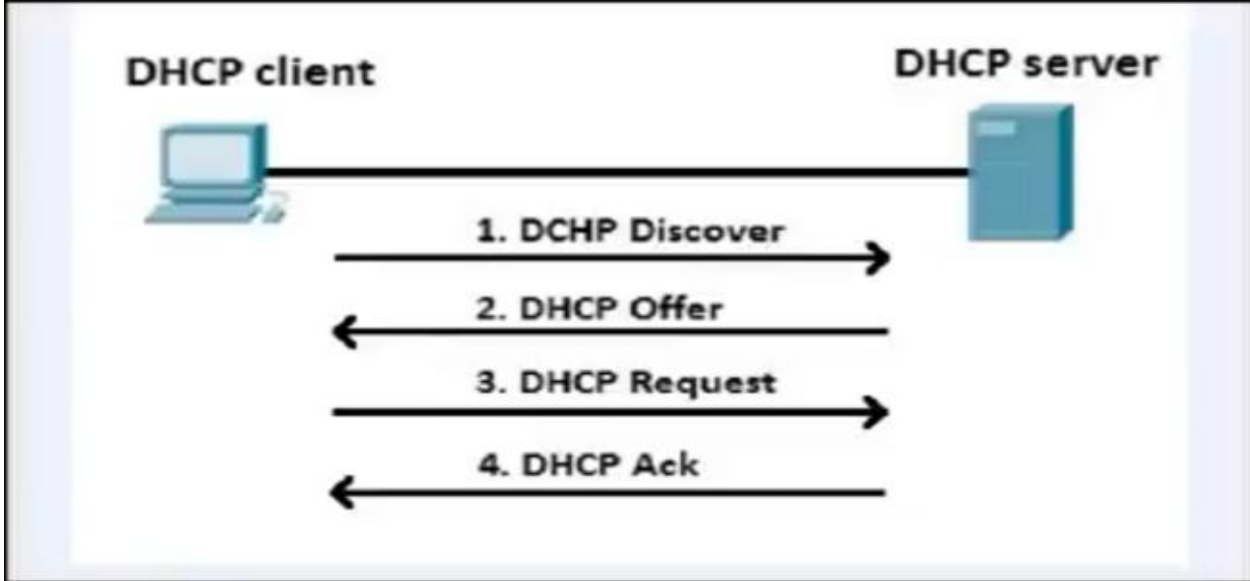 DHCP client
DHCP server
1. DCHP Discover
2. DHCP Offer
3. DHCP Request
4. DHCP Ack